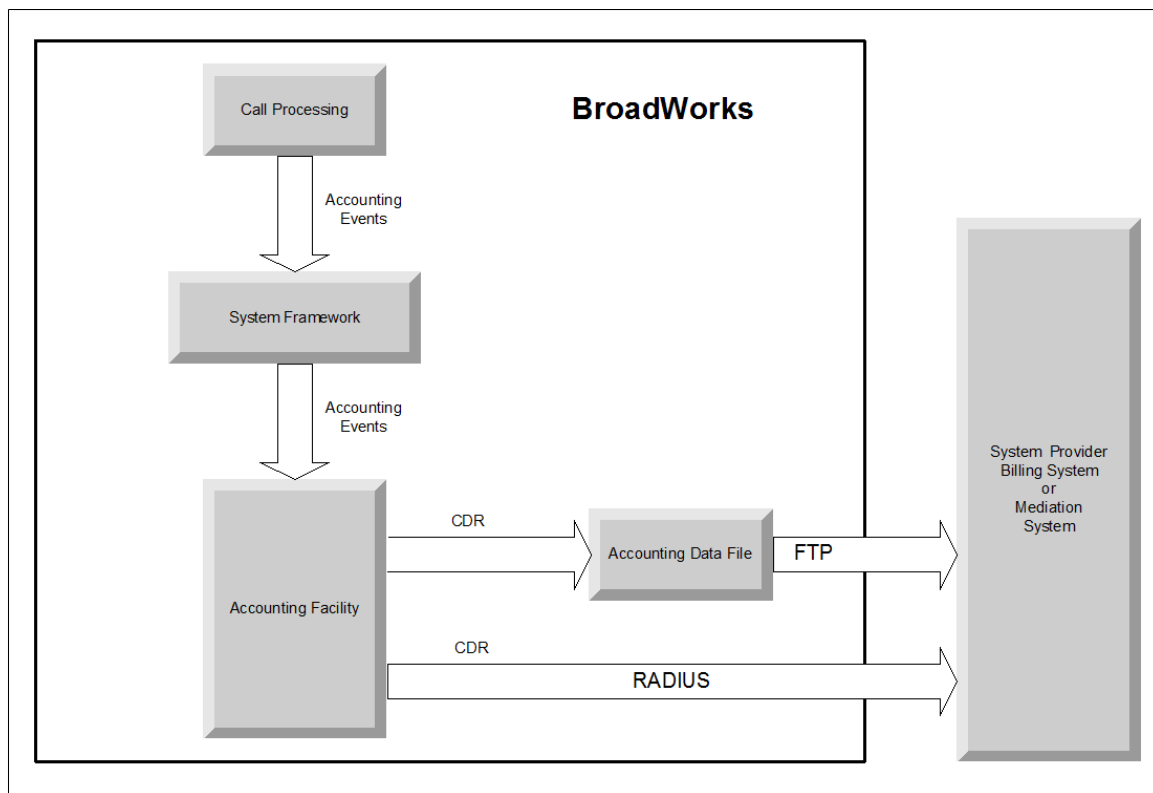 Call Processing
BroadWorks
Accounting
Events
System Framework
Accounting
Events
System Provider
Billing System
or
Mediation
System
CDR
Accounting Data File
FTP
Accounting Facility
CDR
RADIUS